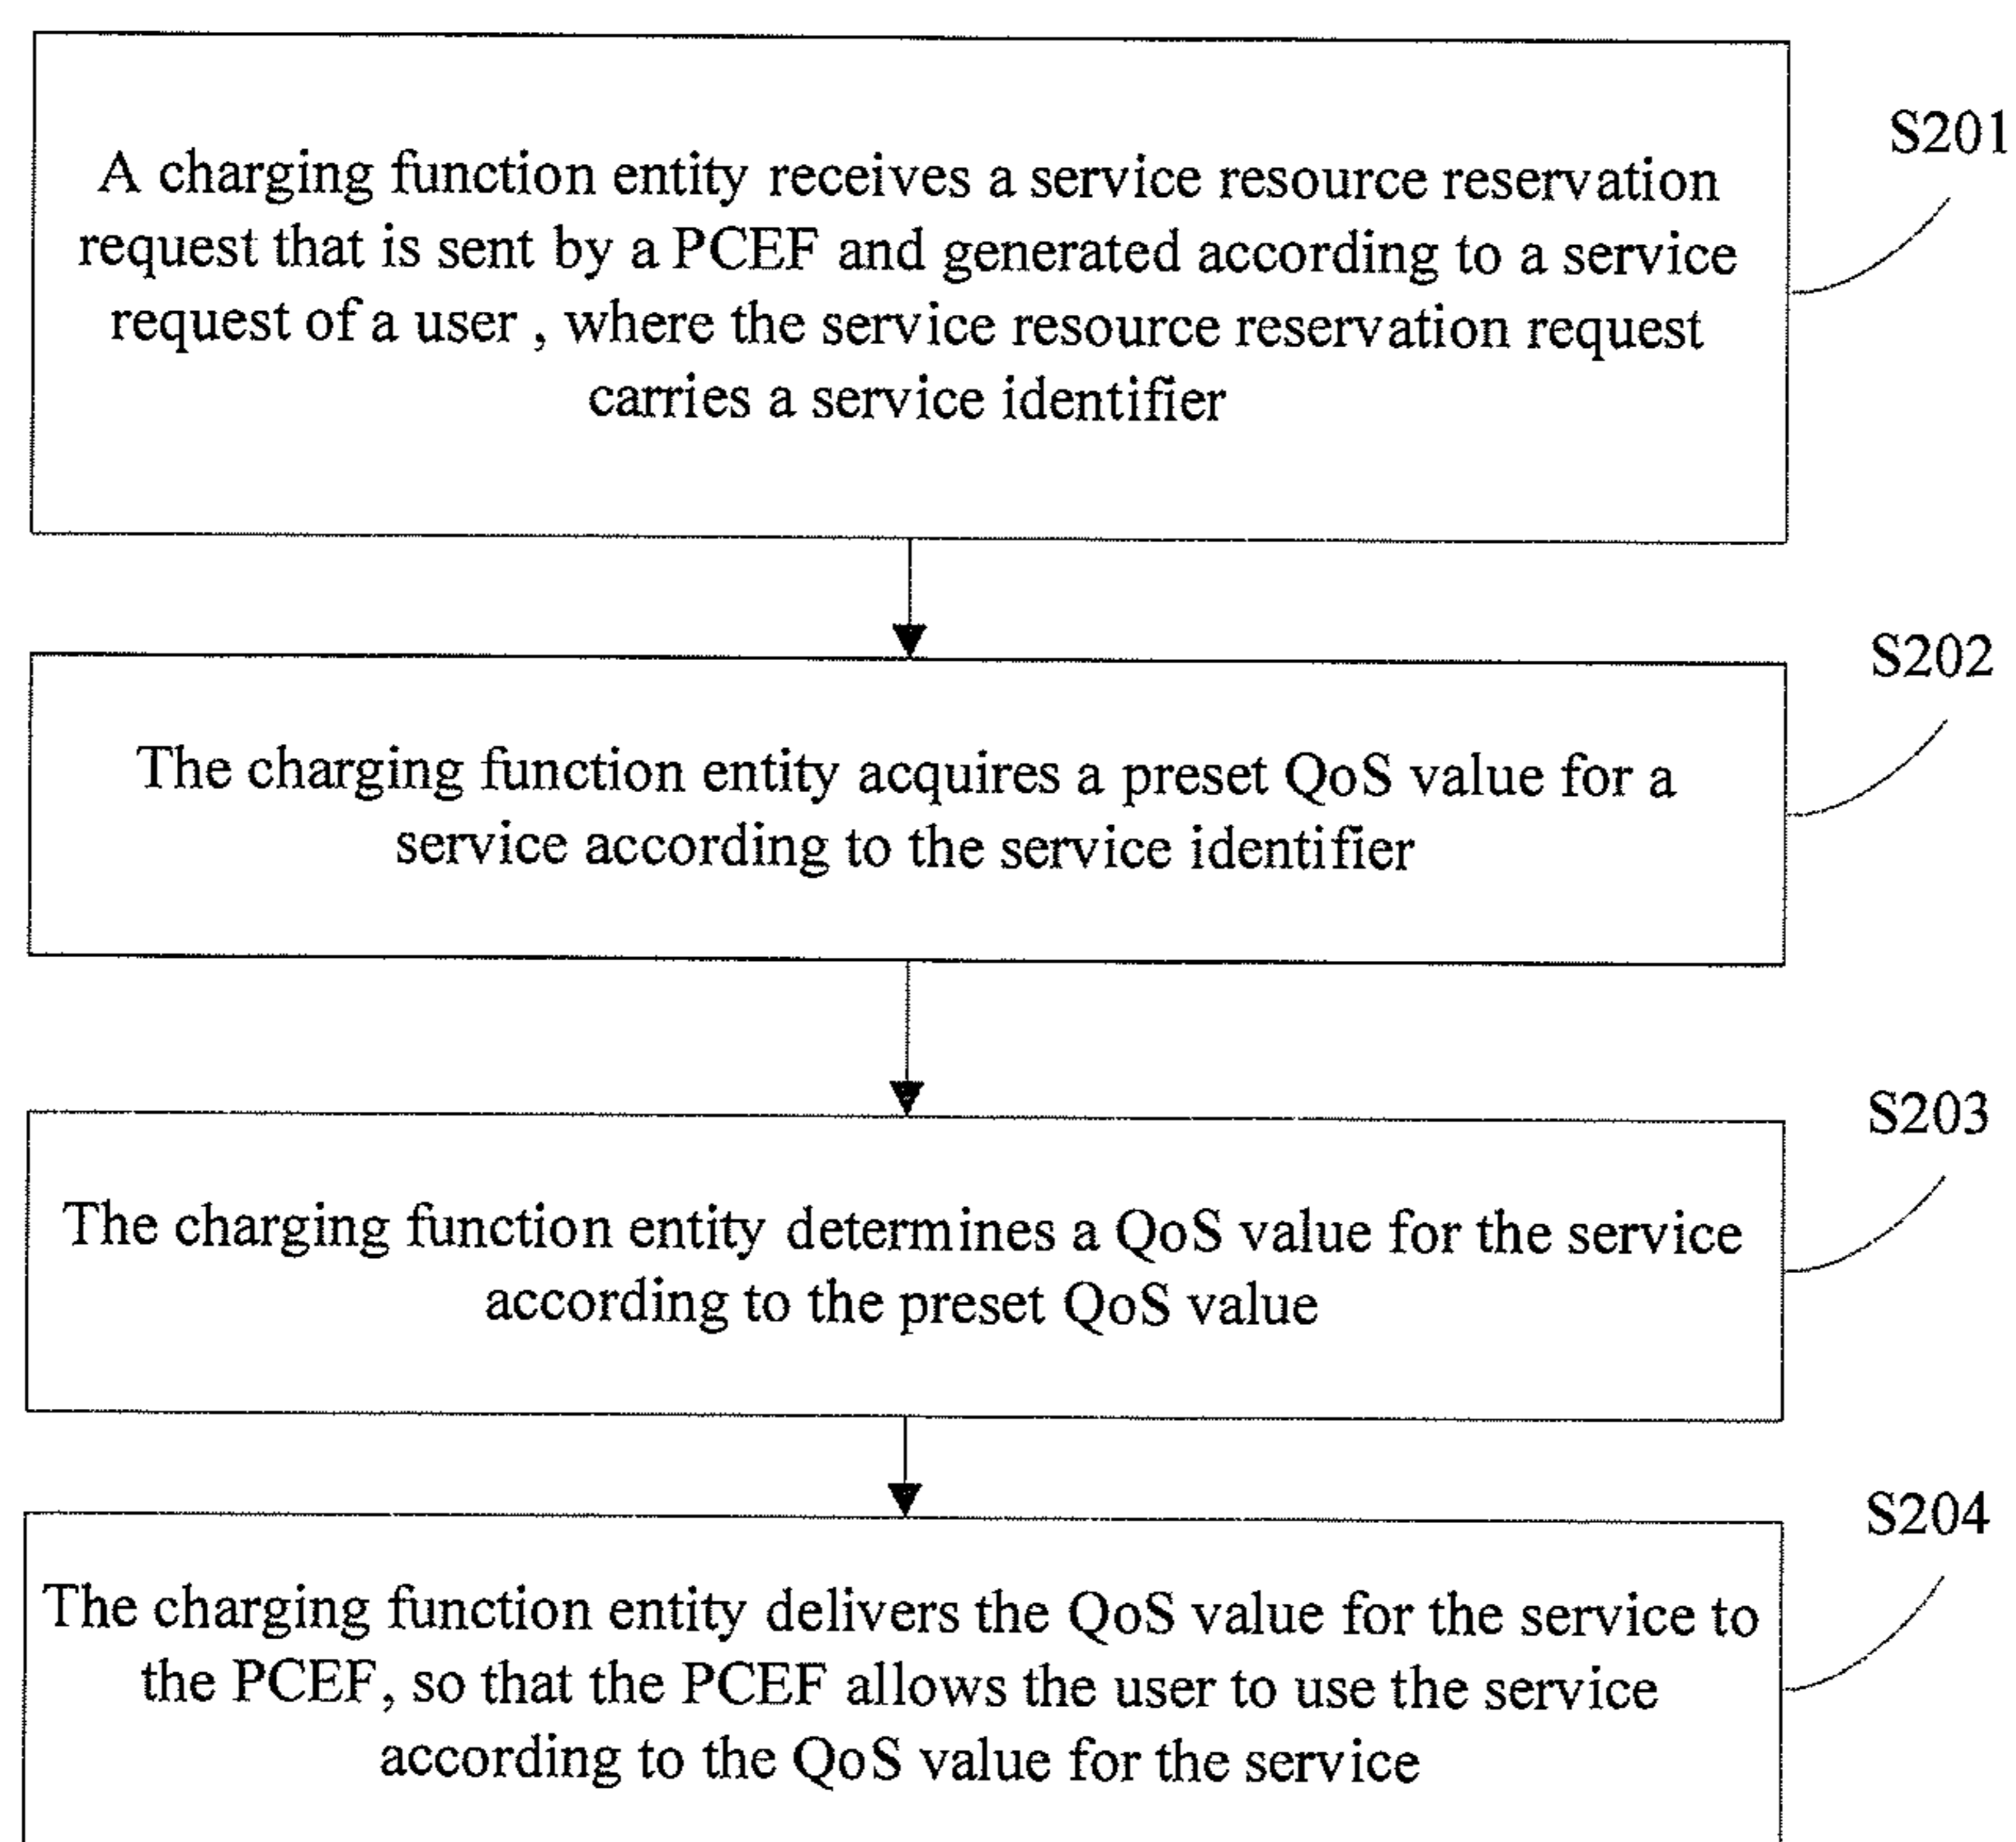 A charging function entity receives a service resource reservation
S201
request that is sent by a PCEF and generated according to a service
request of a user , where the service resource reservation request
carries a service identifier
S202
The charging function entity acquires a preset QoS value for a
service according to the service identifier
S203
The charging function entity determines a QoS value for the service
according to the preset QoS value
S204
The charging function entity delivers the QoS value for the service to
the PCEF, so that the PCEF allows the user to use the service
according to the QoS value for the service